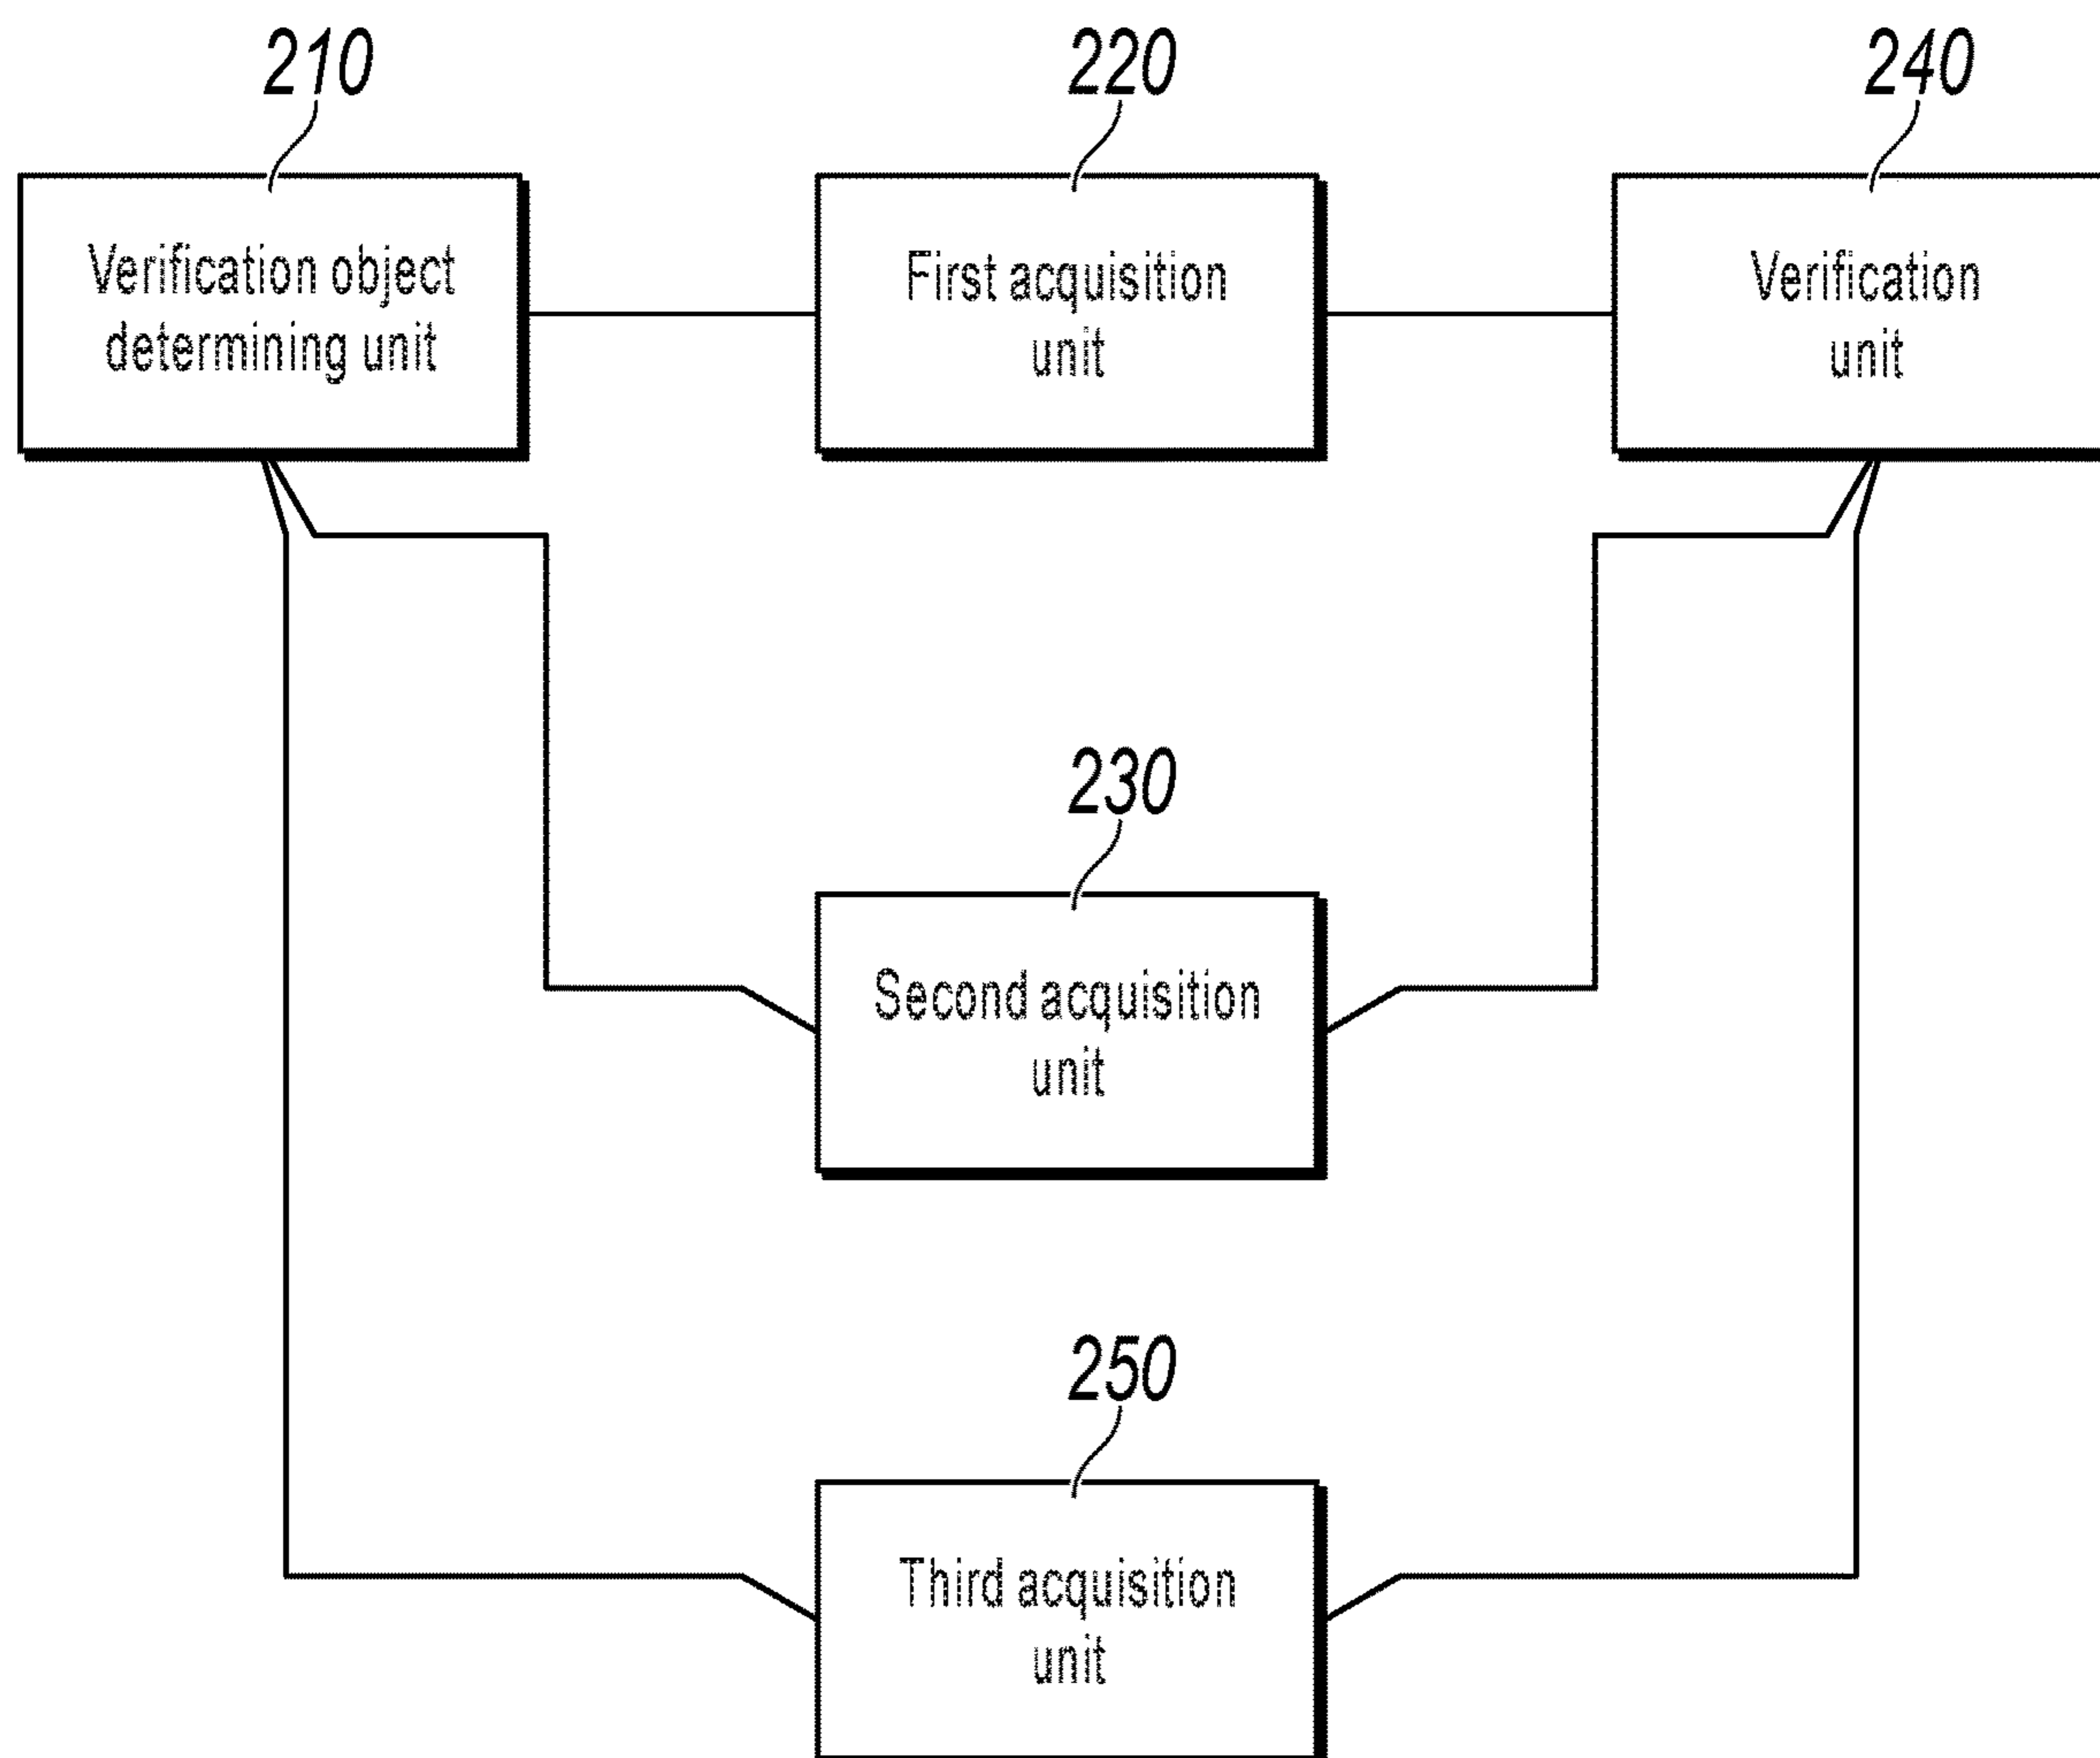 210
220
240
Verification object
determining unit
First acquisition
unit
Verification
unit
230
Second acquisition
unit
250
Third acquisition
unit